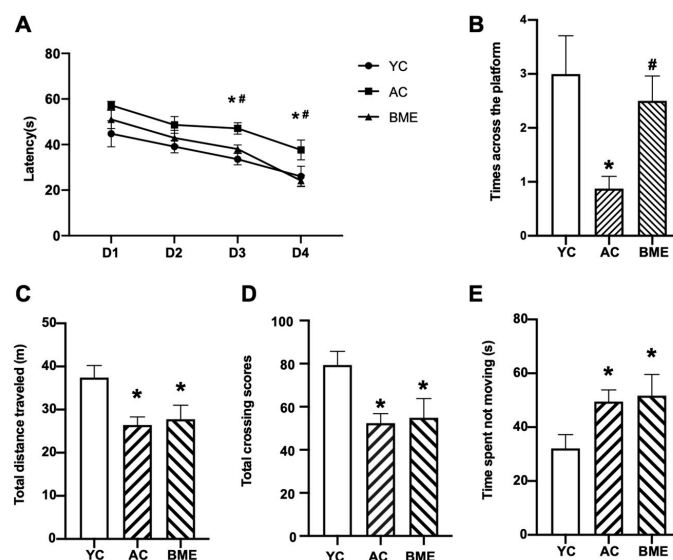 A
80
60
40
20
0
Latency(s)
D1 D2 D3 D4
* #
* #
YC
AC
BME
B
4
3
2
1
0
Times across the platform
*
#
YC AC BME
C
50
40
30
20
10
0
Total distance traveled (m)
* *
YC AC BME
D
100
80
60
40
20
0
Total crossing scores
* *
YC AC BME
E
80
60
40
20
0
Time spent not moving (s)
* *
YC AC BME